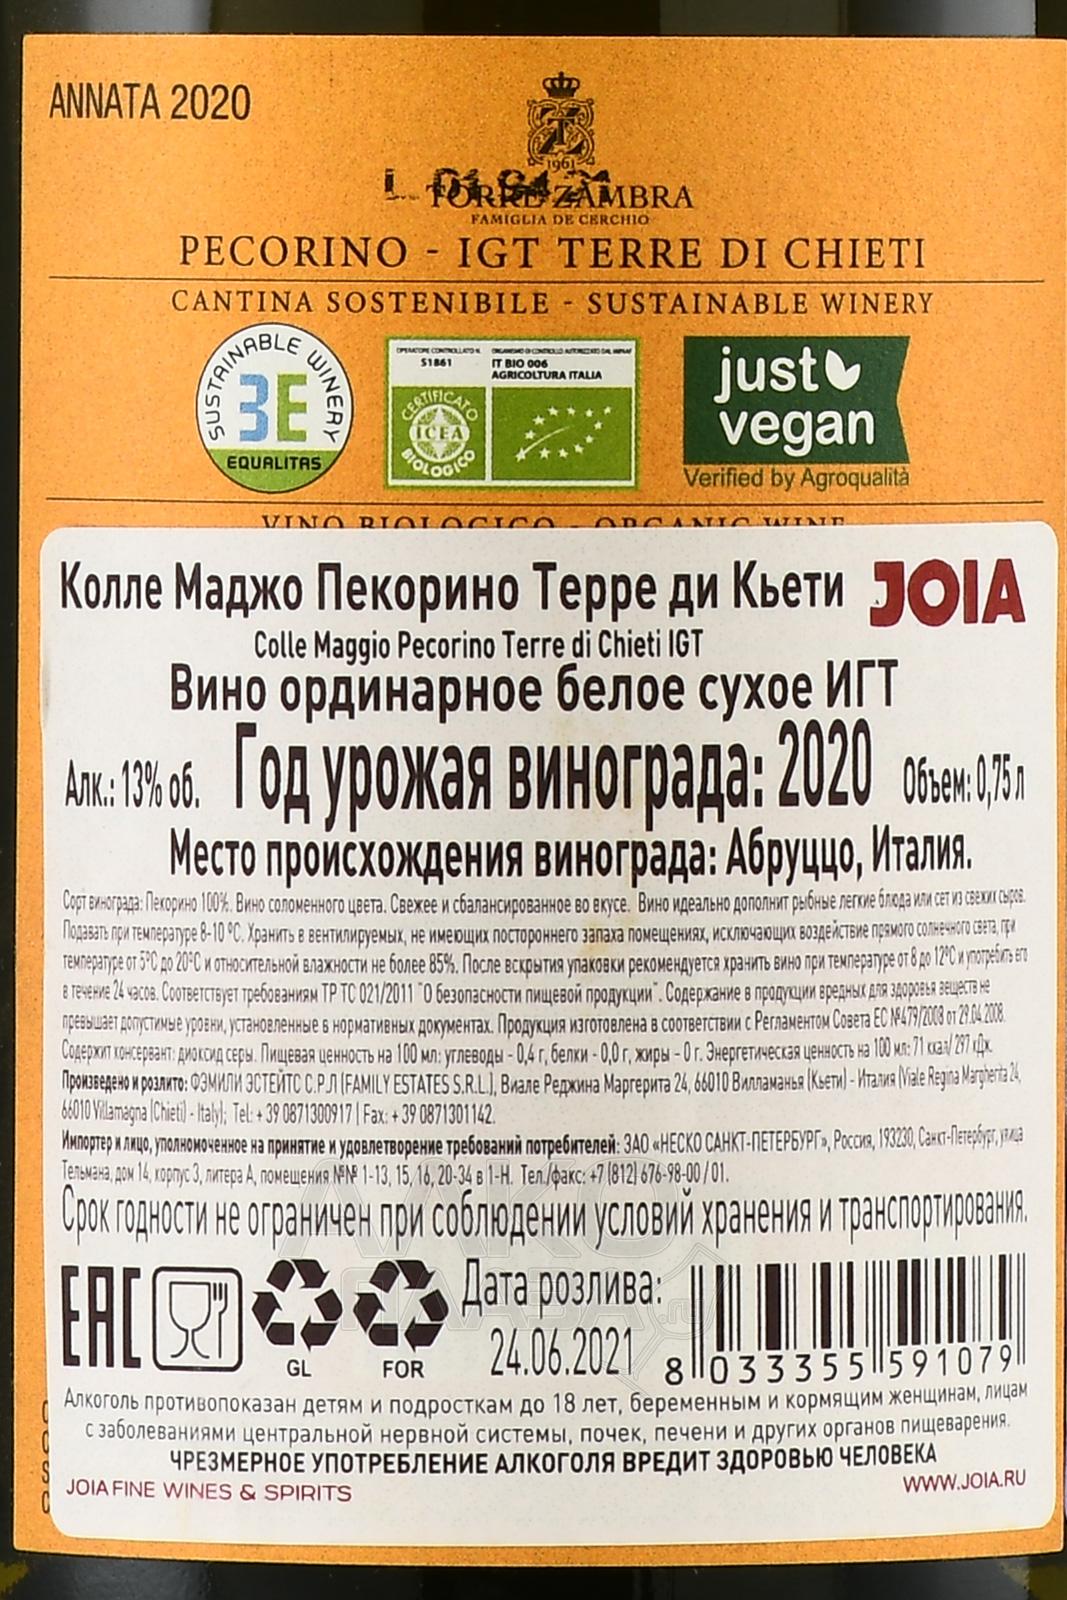 ANNATA 2020
1961
TORRE ZAMBRA
FAMIGLIA DE CERCHIO
PECORINO - IGT TERRE DI CHIETI
CANTINA SOSTENIBILE - SUSTAINABLE WINERY
SUSTAINABLE WINERY
3E
EQUALITAS
OPERATORE CONTROLLATO N.
51861
ORGANISMO DI CONTROLLO AUTORIZZATO DAL MIPAAF
IT BIO 006
AGRICOLTURA ITALIA
CERTIFICATO
ICEA
BIOLOGICO
just
vegan
Verified by Agroqualità
VINO BIOLOGICO - ORGANIC WINE
Колле Маджо Пекорино Терре ди Кьети JOIA
Colle Maggio Pecorino Terre di Chieti IGT
Вино ординарное белое сухое ИГТ
Алк.: 13% об. Год урожая винограда: 2020 Объем: 0,75 л
Место происхождения винограда: Абруццо, Италия.
Сорт винограда: Пекорино 100%. Вино соломенного цвета. Свежее и сбалансированное во вкусе. Вино идеально дополнит рыбные легкие блюда или сет из свежих сыров.
Подавать при температуре 8-10 °С. Хранить в вентилируемых, не имеющих постороннего запаха помещениях, исключающих воздействие прямого солнечного света, при
температуре от 5°С до 20°С и относительной влажности не более 85%. После вскрытия упаковки рекомендуется хранить вино при температуре от 8 до 12°С и употребить его
в течение 24 часов. Соответствует требованиям ТР ТС 021/2011 "О безопасности пищевой продукции". Содержание в продукции вредных для здоровья веществ не
превышает допустимые уровни, установленные в нормативных документах. Продукция изготовлена в соответствии с Регламентом Совета ЕС №479/2008 от 29.04.2008.
Содержит консервант: диоксид серы. Пищевая ценность на 100 мл: углеводы - 0,4 г, белки - 0,0 г, жиры - 0 г. Энергетическая ценность на 100 мл: 71 ккал/ 297 кДж.
Произведено и розлито: ФЭМИЛИ ЭСТЕЙТС С.Р.Л (FAMILY ESTATES S.R.L.), Виале Реджина Маргерита 24, 66010 Вилламанья (Кьети) - Италия (Viale Regina Margherita 24,
66010 Villamagna (Chieti) - Italy); Tel: + 39 0871300917 | Fax: + 39 0871301142.
Импортер и лицо, уполномоченное на принятие и удовлетворение требований потребителей: ЗАО «НЕСКО САНКТ-ПЕТЕРБУРГ», Россия, 193230, Санкт-Петербург, улица
Тельмана, дом 14, корпус 3, литера А, помещения №№ 1-13, 15, 16, 20-34 в 1-Н. Тел./факс: +7 (812) 676-98-00 / 01.
Срок годности не ограничен при соблюдении условий хранения и транспортирования.
EAC
GL
FOR
Дата розлива:
24.06.2021
8 033355 591079
Алкоголь противопоказан детям и подросткам до 18 лет, беременным и кормящим женщинам, лицам
с заболеваниями центральной нервной системы, почек, печени и других органов пищеварения.
ЧРЕЗМЕРНОЕ УПОТРЕБЛЕНИЕ АЛКОГОЛЯ ВРЕДИТ ЗДОРОВЬЮ ЧЕЛОВЕКА
JOIA FINE WINES & SPIRITS WWW.JOIA.RU